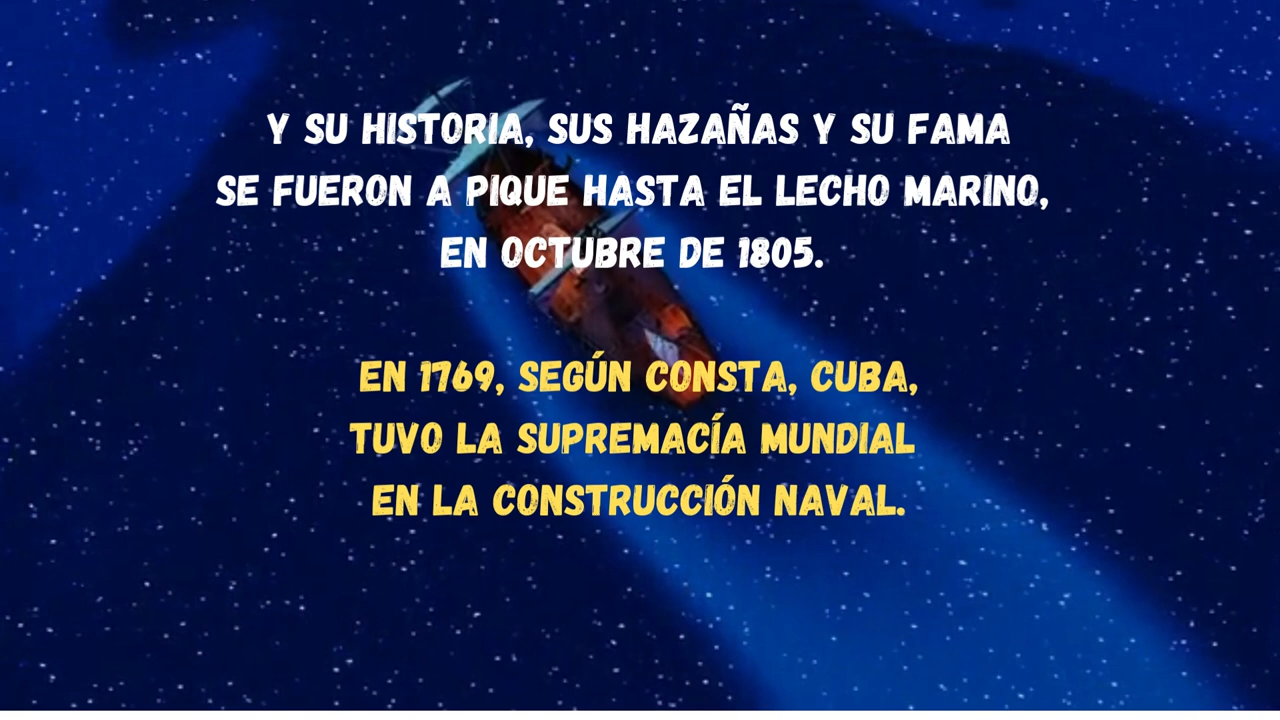 Y SU HISTORIA, SUS HAZAÑAS Y SU FAMA
SE FUERON A PIQUE HASTA EL LECHO MARINO,
EN OCTUBRE DE 1805.
EN 1769, SEGÚN CONSTA, CUBA,
TUVO LA SUPREMACÍA MUNDIAL
EN LA CONSTRUCCIÓN NAVAL.